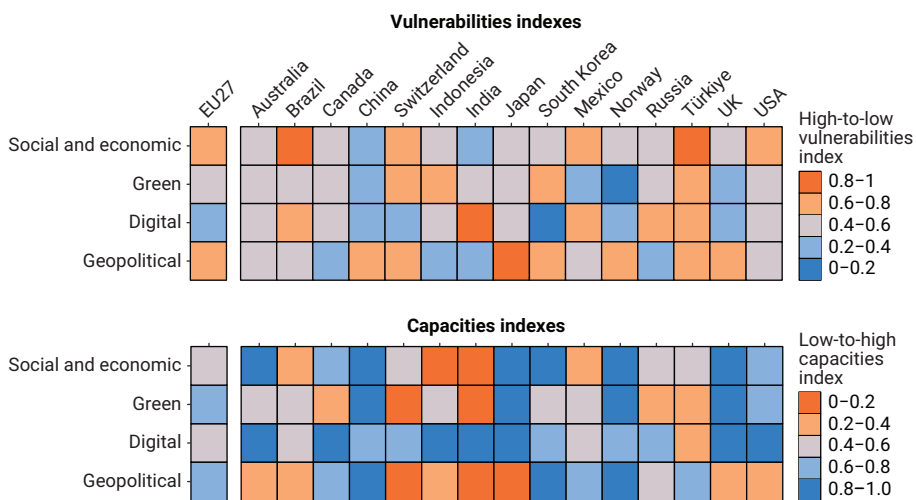 Vulnerabilities indexes
EU27
Australia
Brazil
Canada
China
Switzerland
Indonesia
India
Japan
South Korea
Mexico
Norway
Russia
Türkiye
UK
USA
Social and economic
Green
Digital
Geopolitical
High-to-low
vulnerabilities
index
0.8–1
0.6–0.8
0.4–0.6
0.2–0.4
0–0.2
Capacities indexes
Social and economic
Green
Digital
Geopolitical
Low-to-high
capacities
index
0–0.2
0.2–0.4
0.4–0.6
0.6–0.8
0.8–1.0